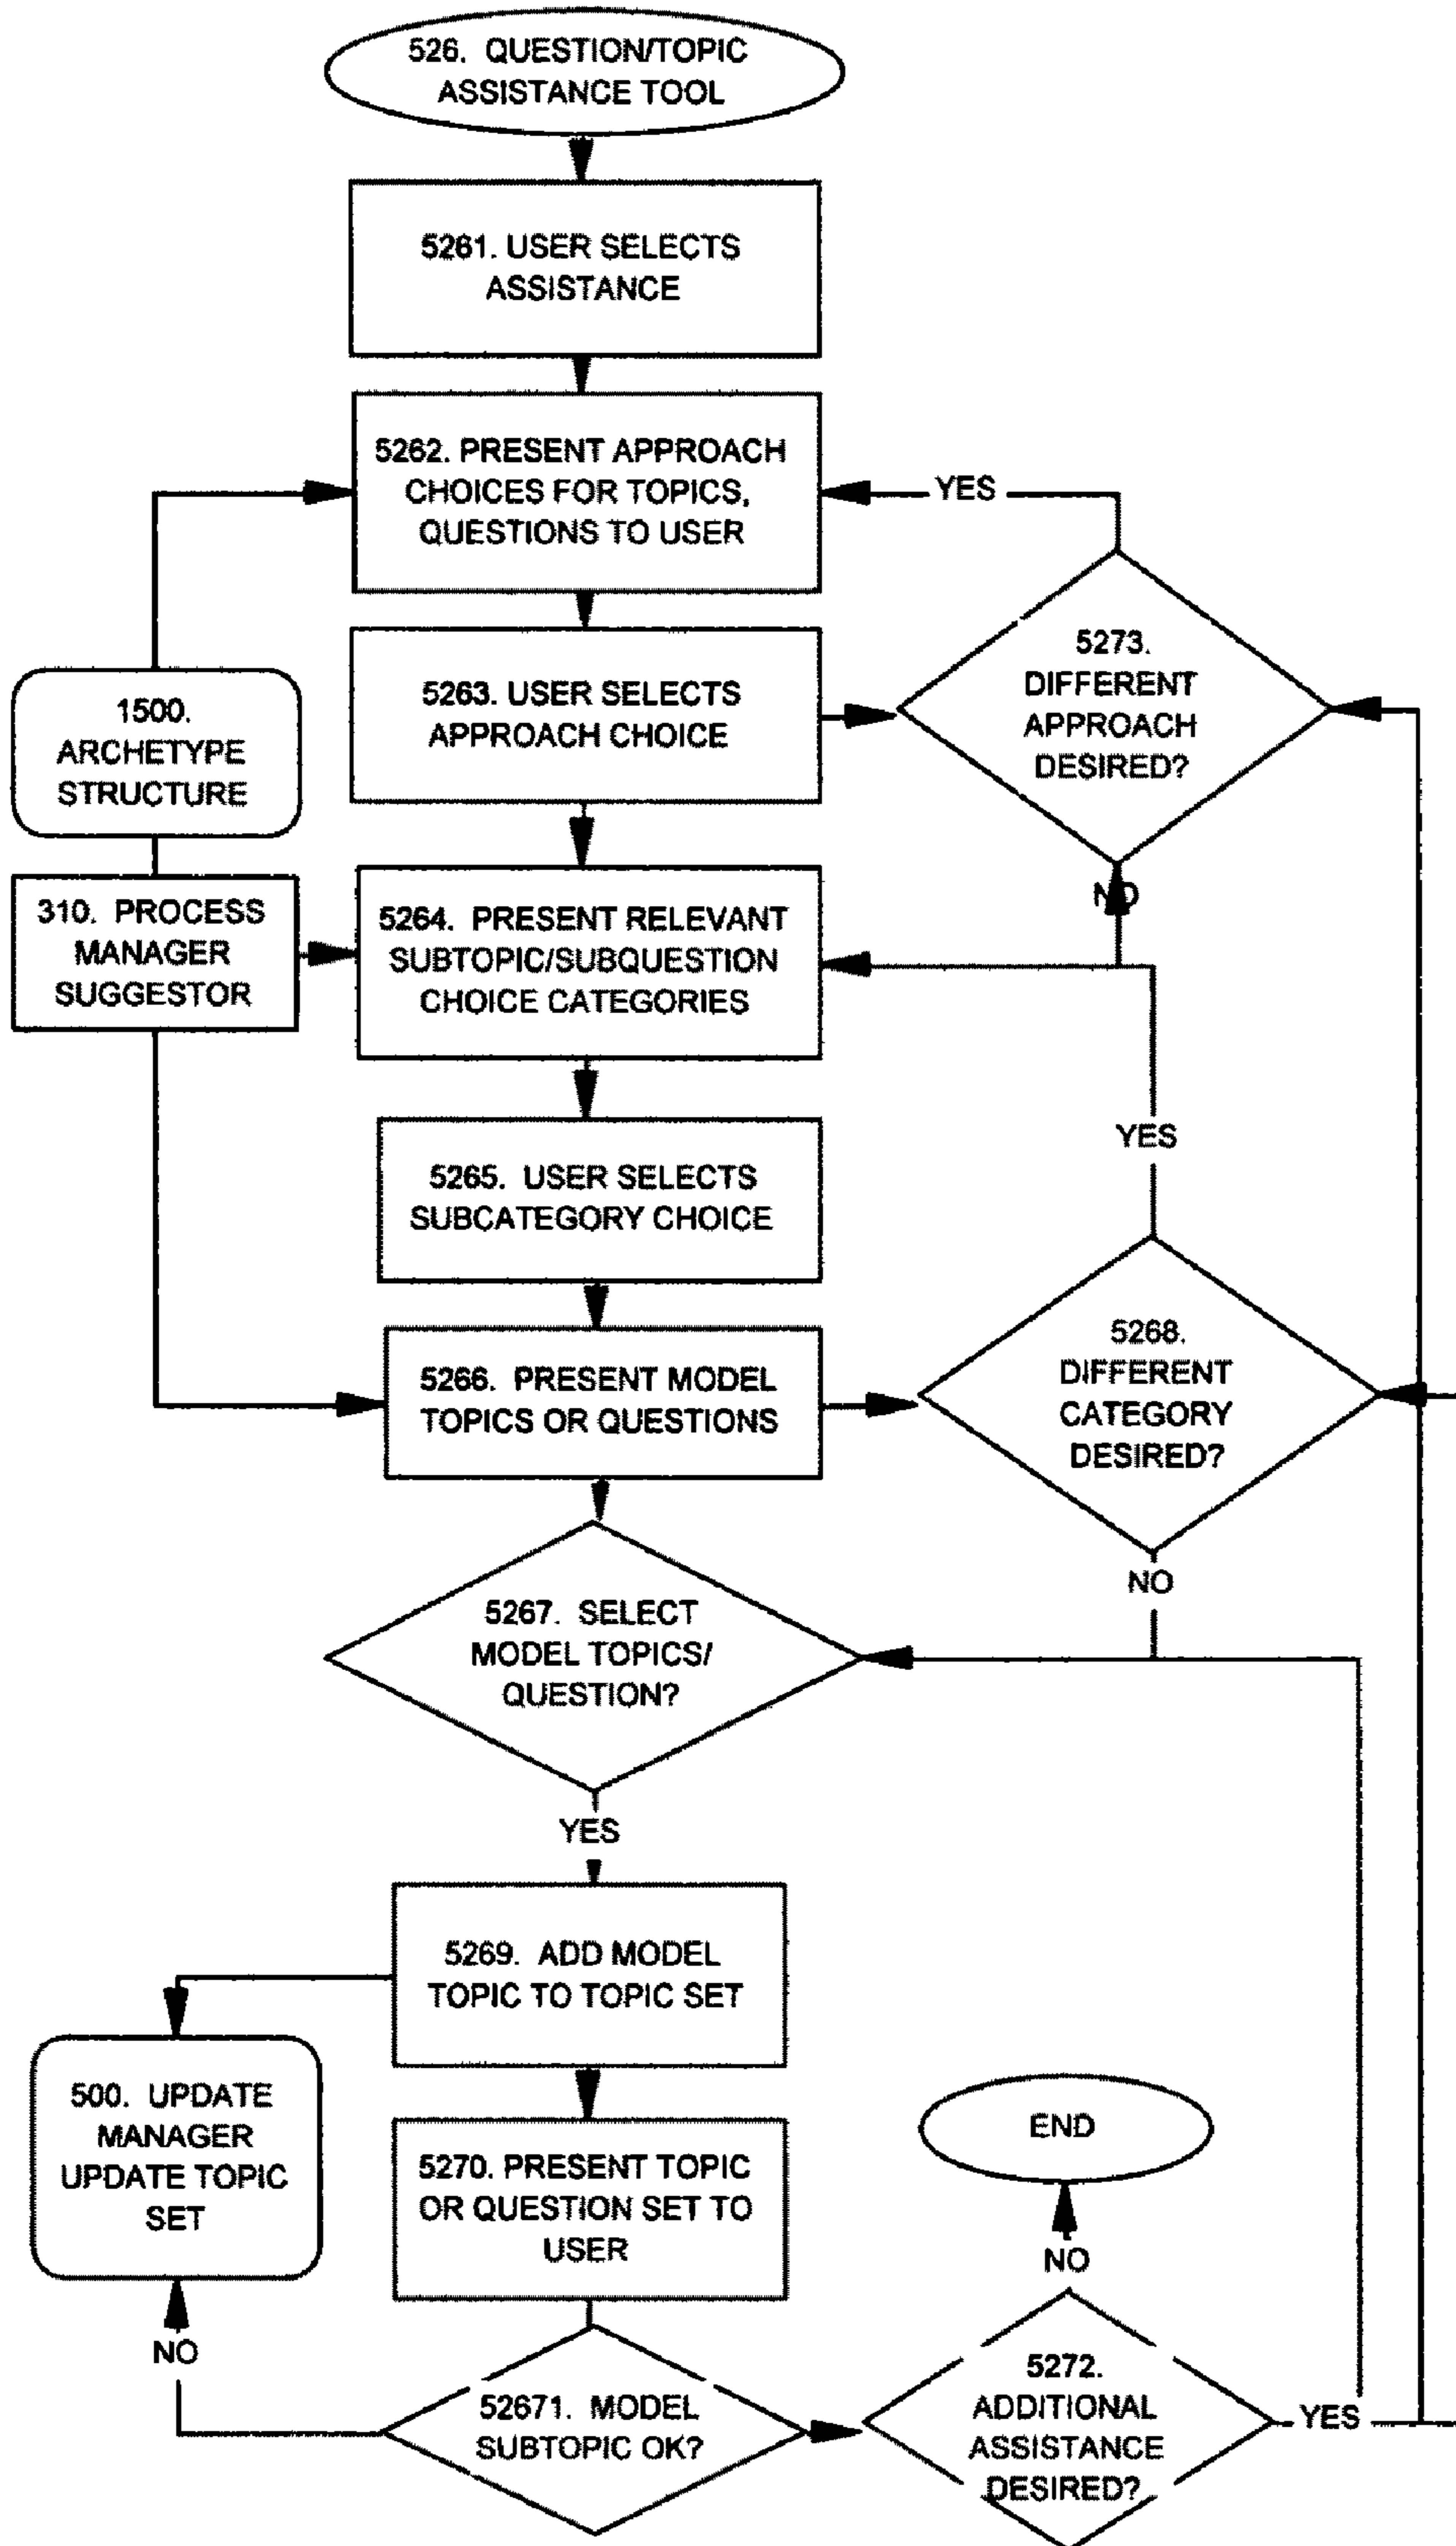 526. QUESTION/TOPIC
ASSISTANCE TOOL
5261. USER SELECTS
ASSISTANCE
5262. PRESENT APPROACH
CHOICES FOR TOPICS,
QUESTIONS TO USER
YES
5273.
DIFFERENT
APPROACH
DESIRED?
5263. USER SELECTS
APPROACH CHOICE
1500.
ARCHETYPE
STRUCTURE
NO
310. PROCESS
MANAGER
SUGGESTOR
5264. PRESENT RELEVANT
SUBTOPIC/SUBQUESTION
CHOICE CATEGORIES
YES
5265. USER SELECTS
SUBCATEGORY CHOICE
5268.
DIFFERENT
CATEGORY
DESIRED?
5266. PRESENT MODEL
TOPICS OR QUESTIONS
NO
5267. SELECT
MODEL TOPICS/
QUESTION?
YES
5269. ADD MODEL
TOPIC TO TOPIC SET
500. UPDATE
MANAGER
UPDATE TOPIC
SET
END
5270. PRESENT TOPIC
OR QUESTION SET TO
USER
NO
NO
52671. MODEL
SUBTOPIC OK?
5272.
ADDITIONAL
ASSISTANCE
DESIRED?
YES